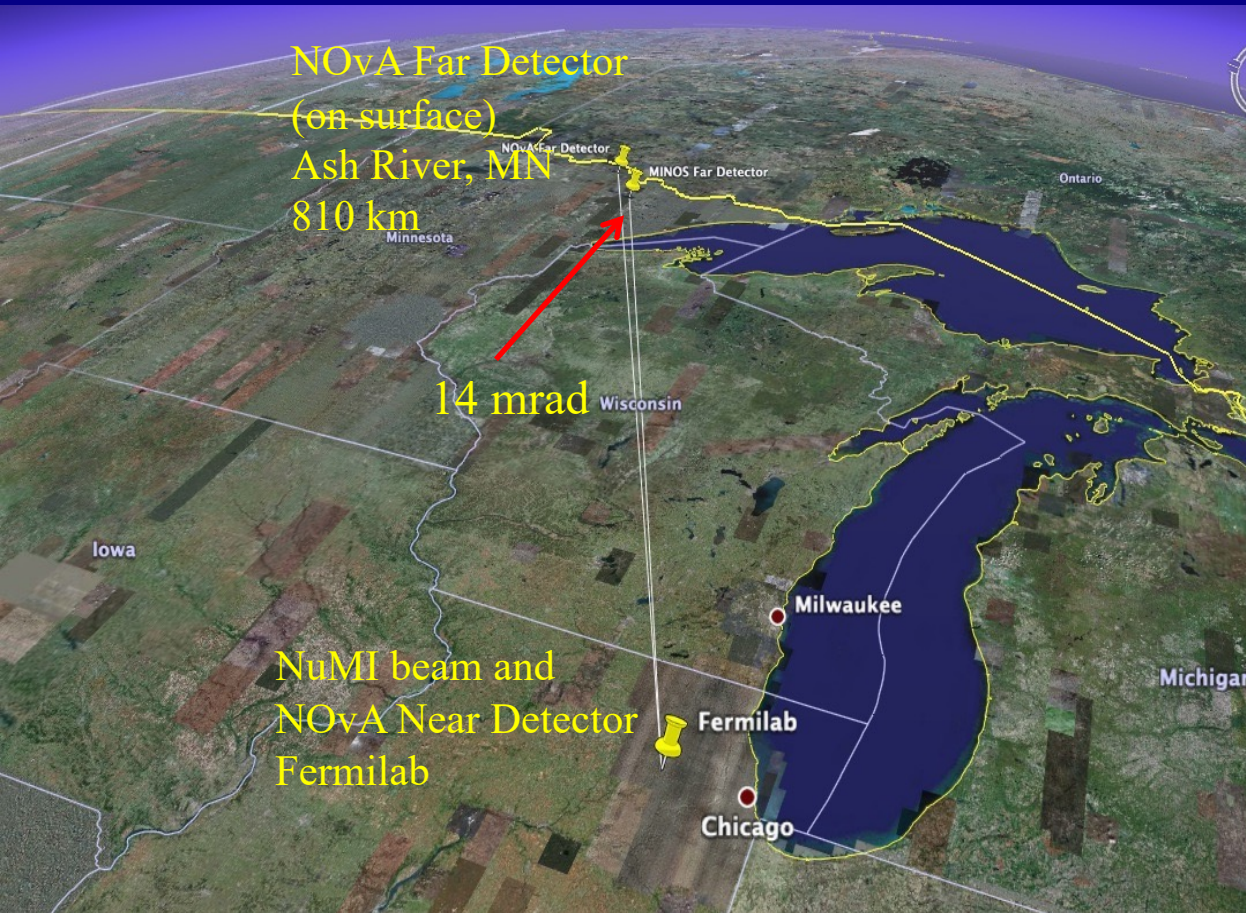 NOvA Far Detector
(on surface)
Ash River, MN
810 km
NOvA Far Detector
MINOS Far Detector
Ontario
Minnesota
14 mrad
Wisconsin
Iowa
Milwaukee
NuMI beam and
NOvA Near Detector
Fermilab
Michigan
Fermilab
Chicago